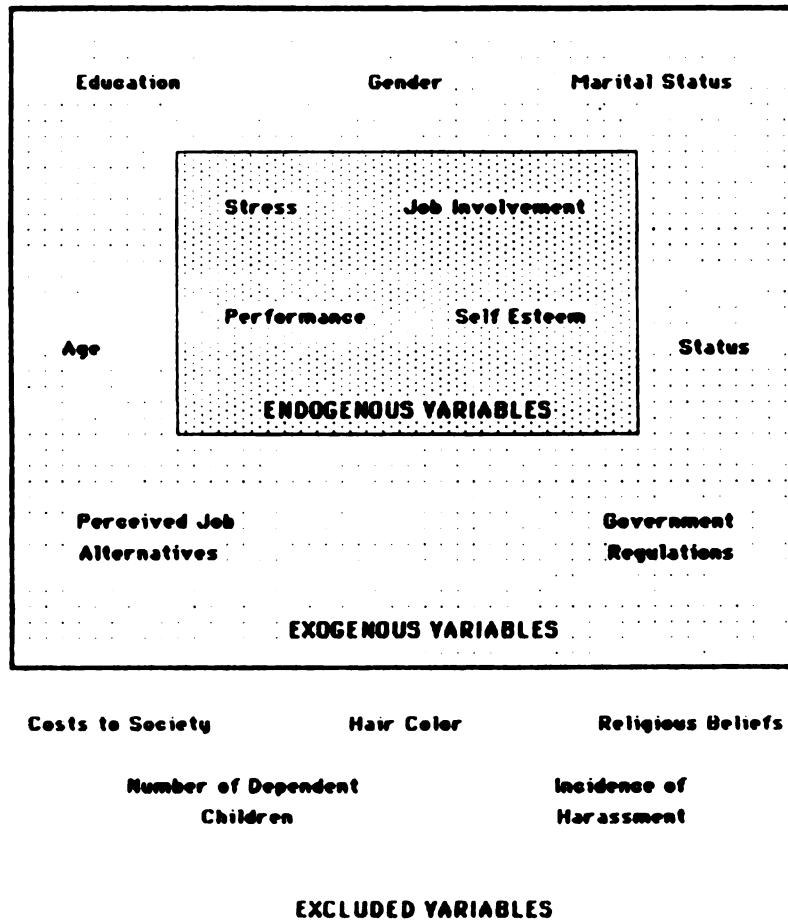 Education Gender Marital Status
Stress Job Involvement
Performance Self Esteem
Age Status
ENDOGENOUS VARIABLES
Perceived Job Government
Alternatives Regulations
EXOGENOUS VARIABLES
Costs to Society Hair Color Religious Beliefs
Number of Dependent Incidence of
Children Harassment
EXCLUDED VARIABLES